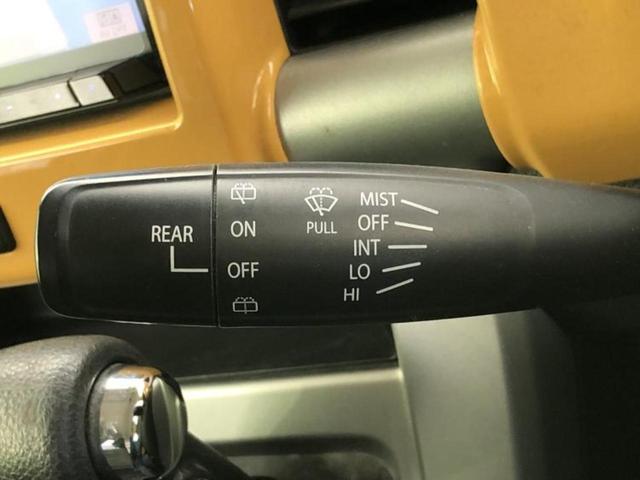 REAR
ON
OFF
PULL
MIST
OFF
INT
LO
HI